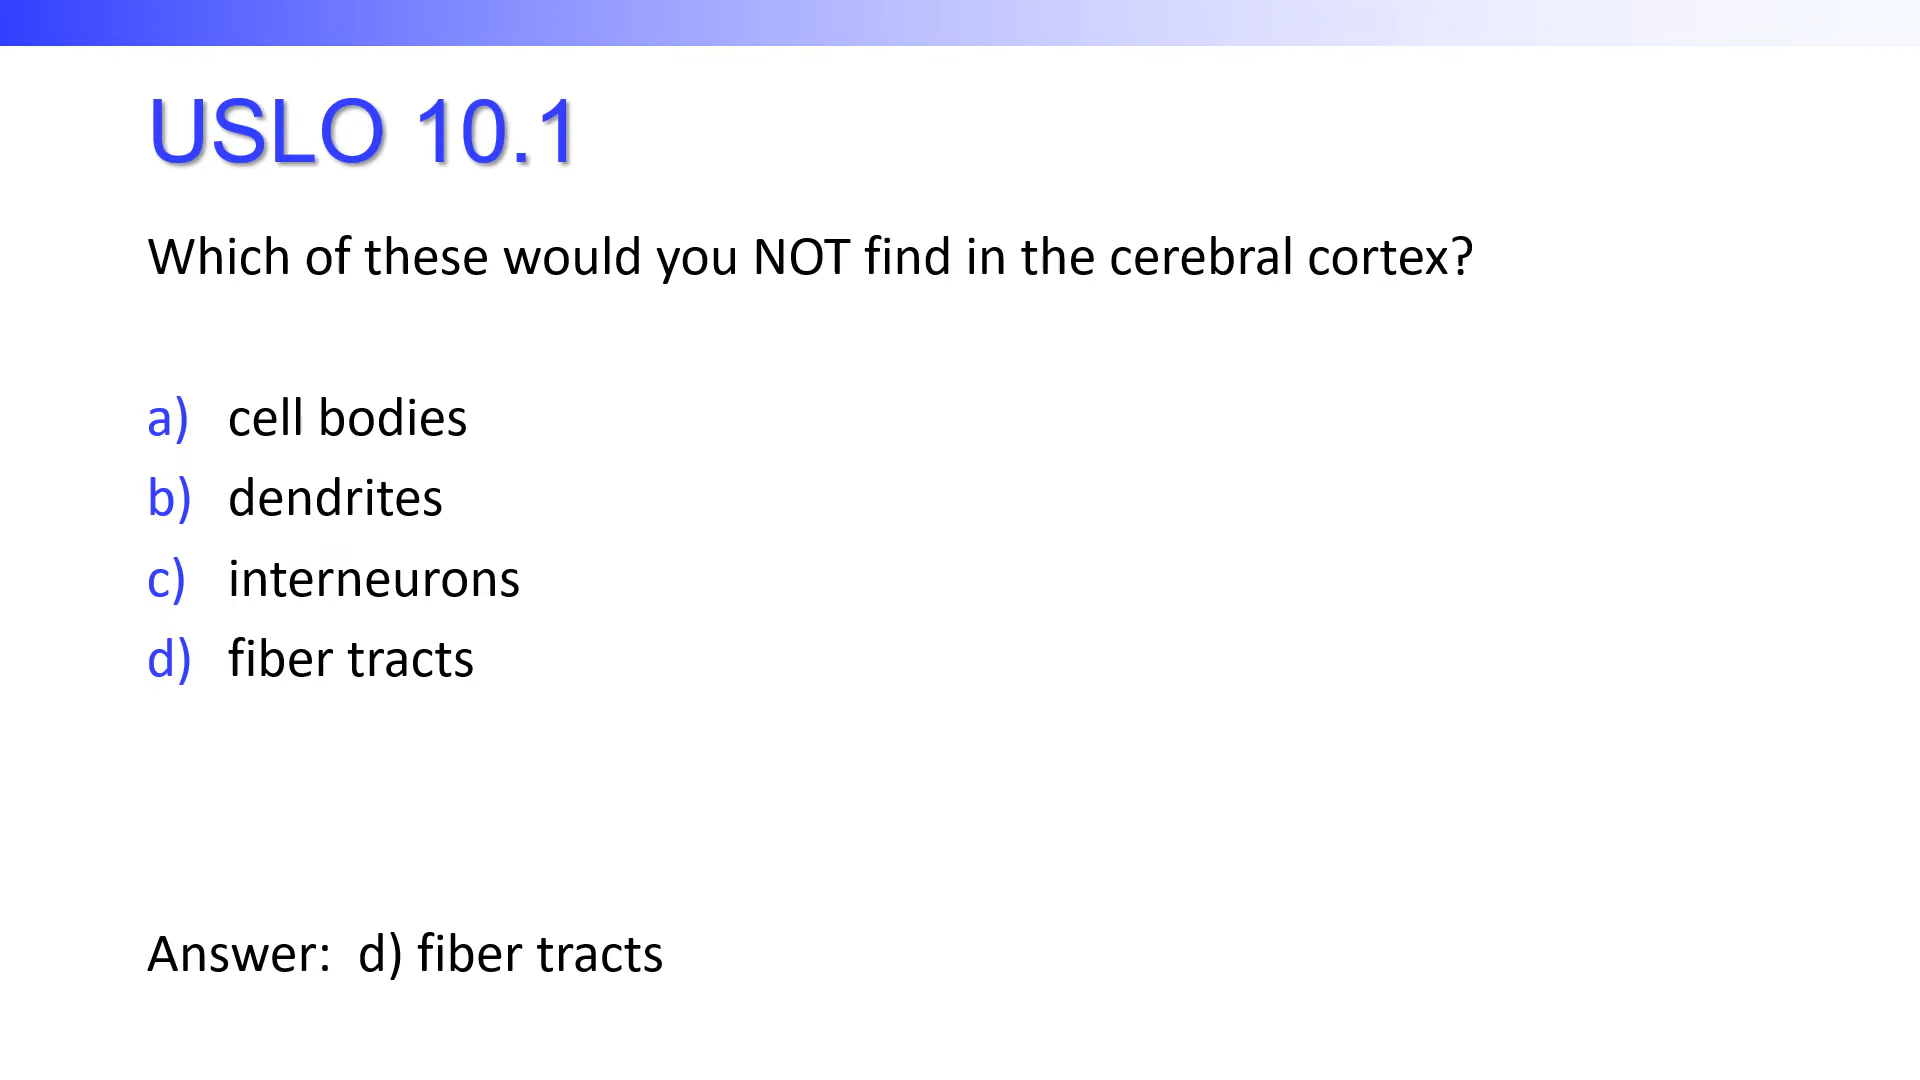 USLO 10.1
Which of these would you NOT find in the cerebral cortex?
a) cell bodies
b) dendrites
c) interneurons
d) fiber tracts
Answer: d) fiber tracts